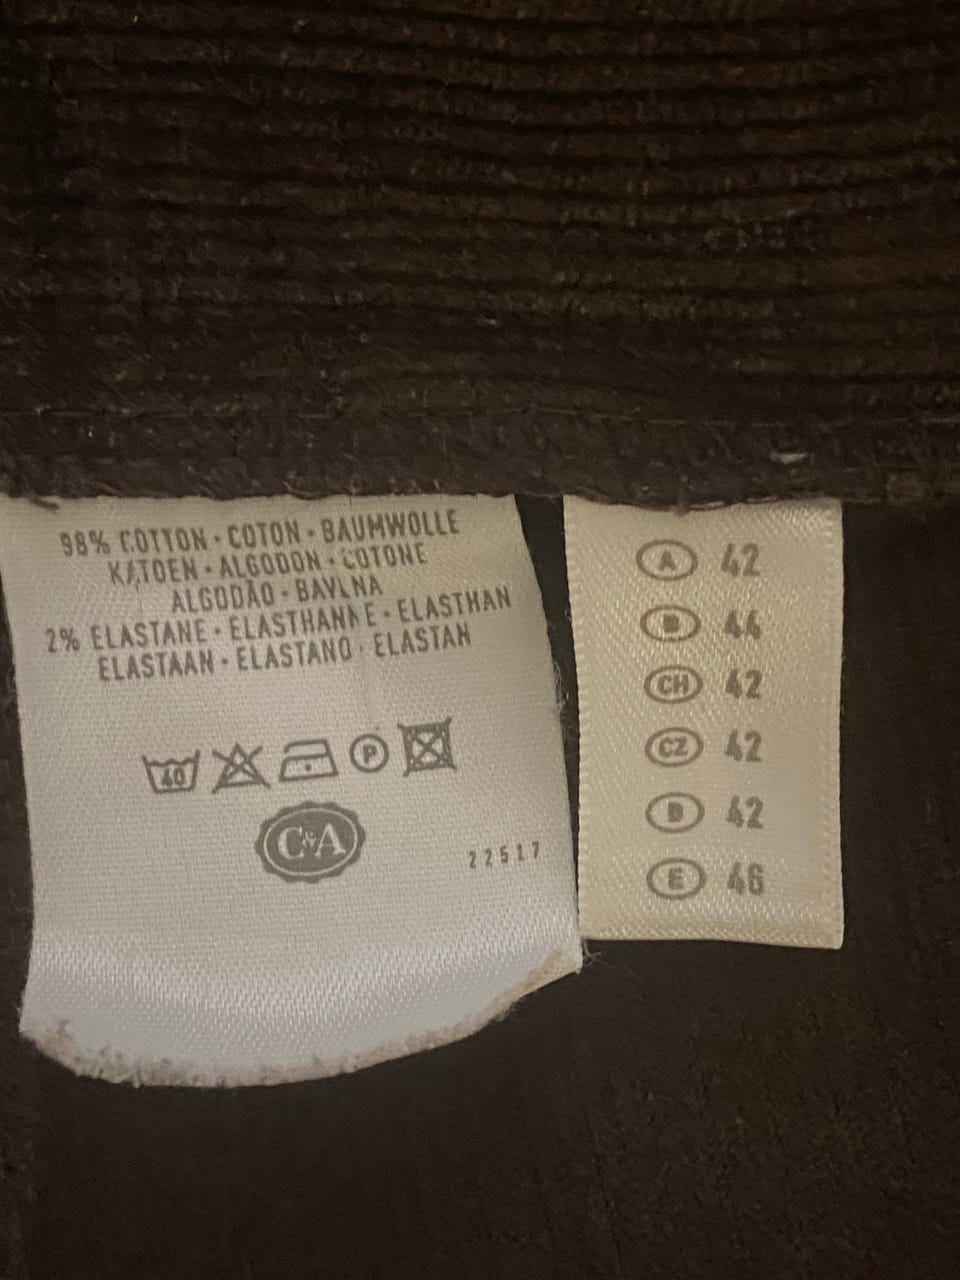 98% COTTON · COTON · BAUMWOLLE
KATOEN · ALGODON · COTONE
ALGODÃO · BAVLNA
2% ELASTANE · ELASTHANNE · ELASTHAN
ELASTAAN · ELASTANO · ELASTAN
40 P
C&A
22517
A 42
B 44
CH 42
CZ 42
D 42
E 46